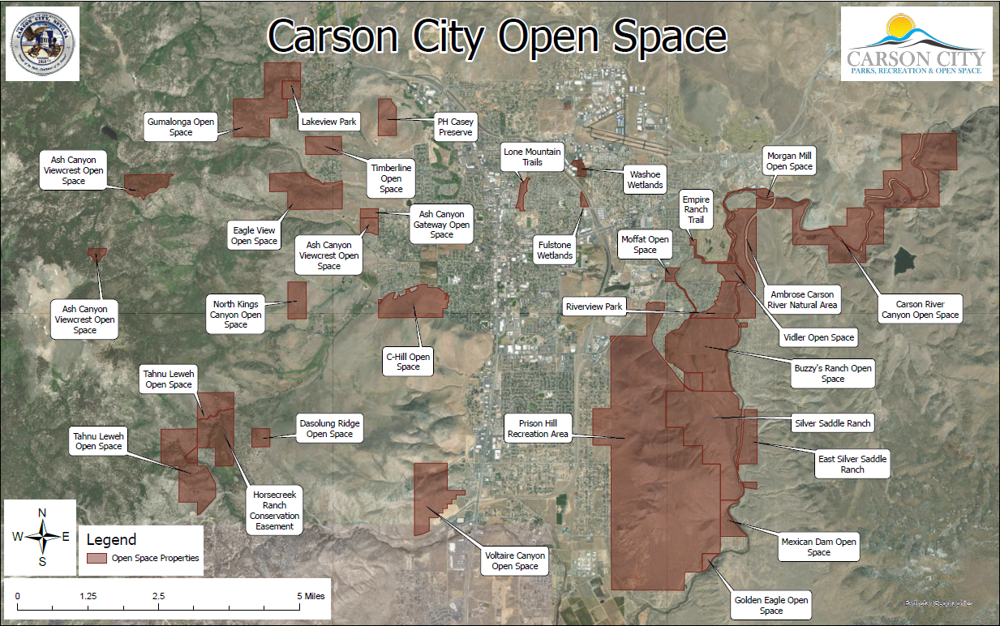 Carson City Open Space
CARSON CITY, NEVADA
1858
CARSON CITY
PARKS, RECREATION & OPEN SPACE
Gumalonga Open
Space
Lakeview Park
PH Casey
Preserve
Ash Canyon
Viewcrest Open
Space
Timberline
Open
Space
Lone Mountain
Trails
Washoe
Wetlands
Morgan Mill
Open Space
Empire
Ranch
Trail
Eagle View
Open Space
Ash Canyon
Viewcrest Open
Space
Ash Canyon
Gateway Open
Space
Fulstone
Wetlands
Moffat Open
Space
Ash Canyon
Viewcrest Open
Space
North Kings
Canyon Open
Space
Riverview Park
Ambrose Carson
River Natural Area
Carson River
Canyon Open Space
Vidler Open Space
C-Hill Open
Space
Buzzy's Ranch Open
Space
Tahnu Leweh
Open Space
Tahnu Leweh
Open Space
Dasolung Ridge
Open Space
Prison Hill
Recreation Area
Silver Saddle Ranch
East Silver Saddle
Ranch
Horsecreek
Ranch
Conservation
Easement
Voltaire Canyon
Open Space
Mexican Dam Open
Space
Golden Eagle Open
Space
N
W E
S
Legend
Open Space Properties
0 1.25 2.5 5 Miles
Earthstar Geographics